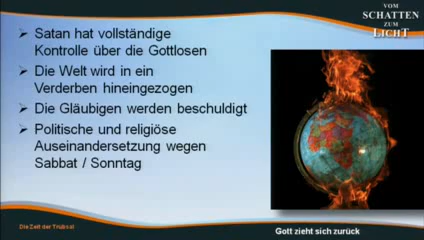 VOM
SCHATTEN
ZUM
LICHT
Satan hat vollständige
Kontrolle über die Gottlosen
Die Welt wird in ein
Verderben hineingezogen
Die Gläubigen werden beschuldigt
Politische und religiöse
Auseinandersetzung wegen
Sabbat / Sonntag
Die Zeit der Trübsal
Gott zieht sich zurück